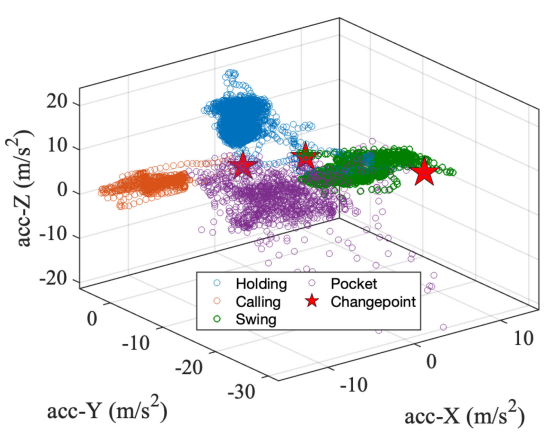 20
10
0
-10
-20
acc-Z (m/s²)
Holding
Calling
Swing
Pocket
Changepoint
0
-10
-20
-30
acc-Y (m/s²)
-10
0
10
acc-X (m/s²)